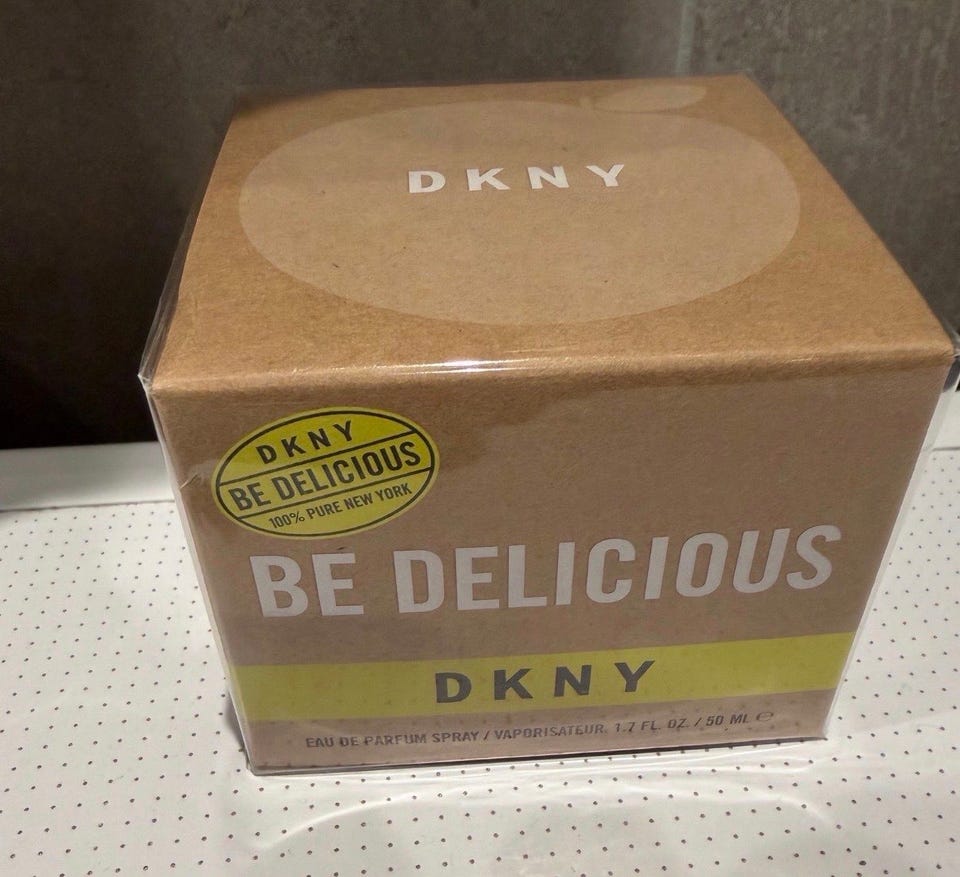 DKNY
DKNY
BE DELICIOUS
100% PURE NEW YORK
BE DELICIOUS
DKNY
EAU DE PARFUM SPRAY / VAPORISATEUR 1.7 FL. OZ. / 50 ML ℮